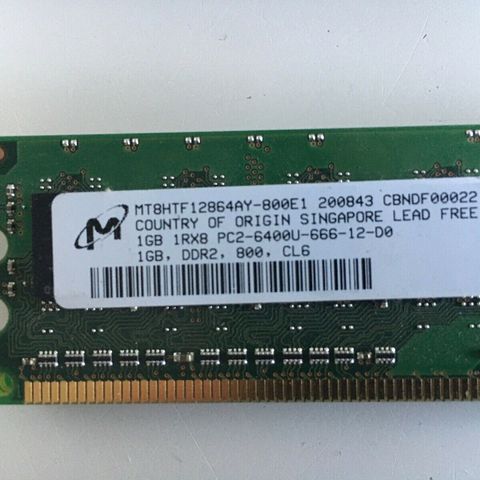 MT8HTF12864AY-800E1 200843 CBNDF00022
COUNTRY OF ORIGIN SINGAPORE LEAD FREE
1GB 1RX8 PC2-6400U-666-12-D0
1GB, DDR2, 800, CL6